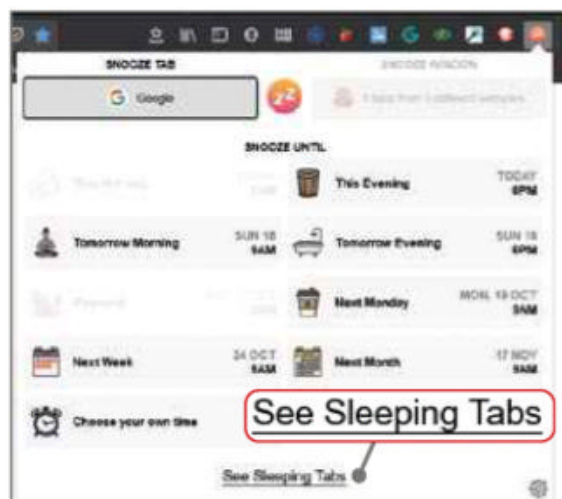 SNOOZE TAB
SNOOZE WINDOW
Google
SNOOZE UNTIL
This Evening
TODAY
6PM
Tomorrow Morning
SUN 18
9AM
Tomorrow Evening
SUN 18
6PM
Next Monday
MON, 19 OCT
9AM
Next Week
24 OCT
9AM
Next Month
17 NOV
9AM
Choose your own time
See Sleeping Tabs
See Sleeping Tabs